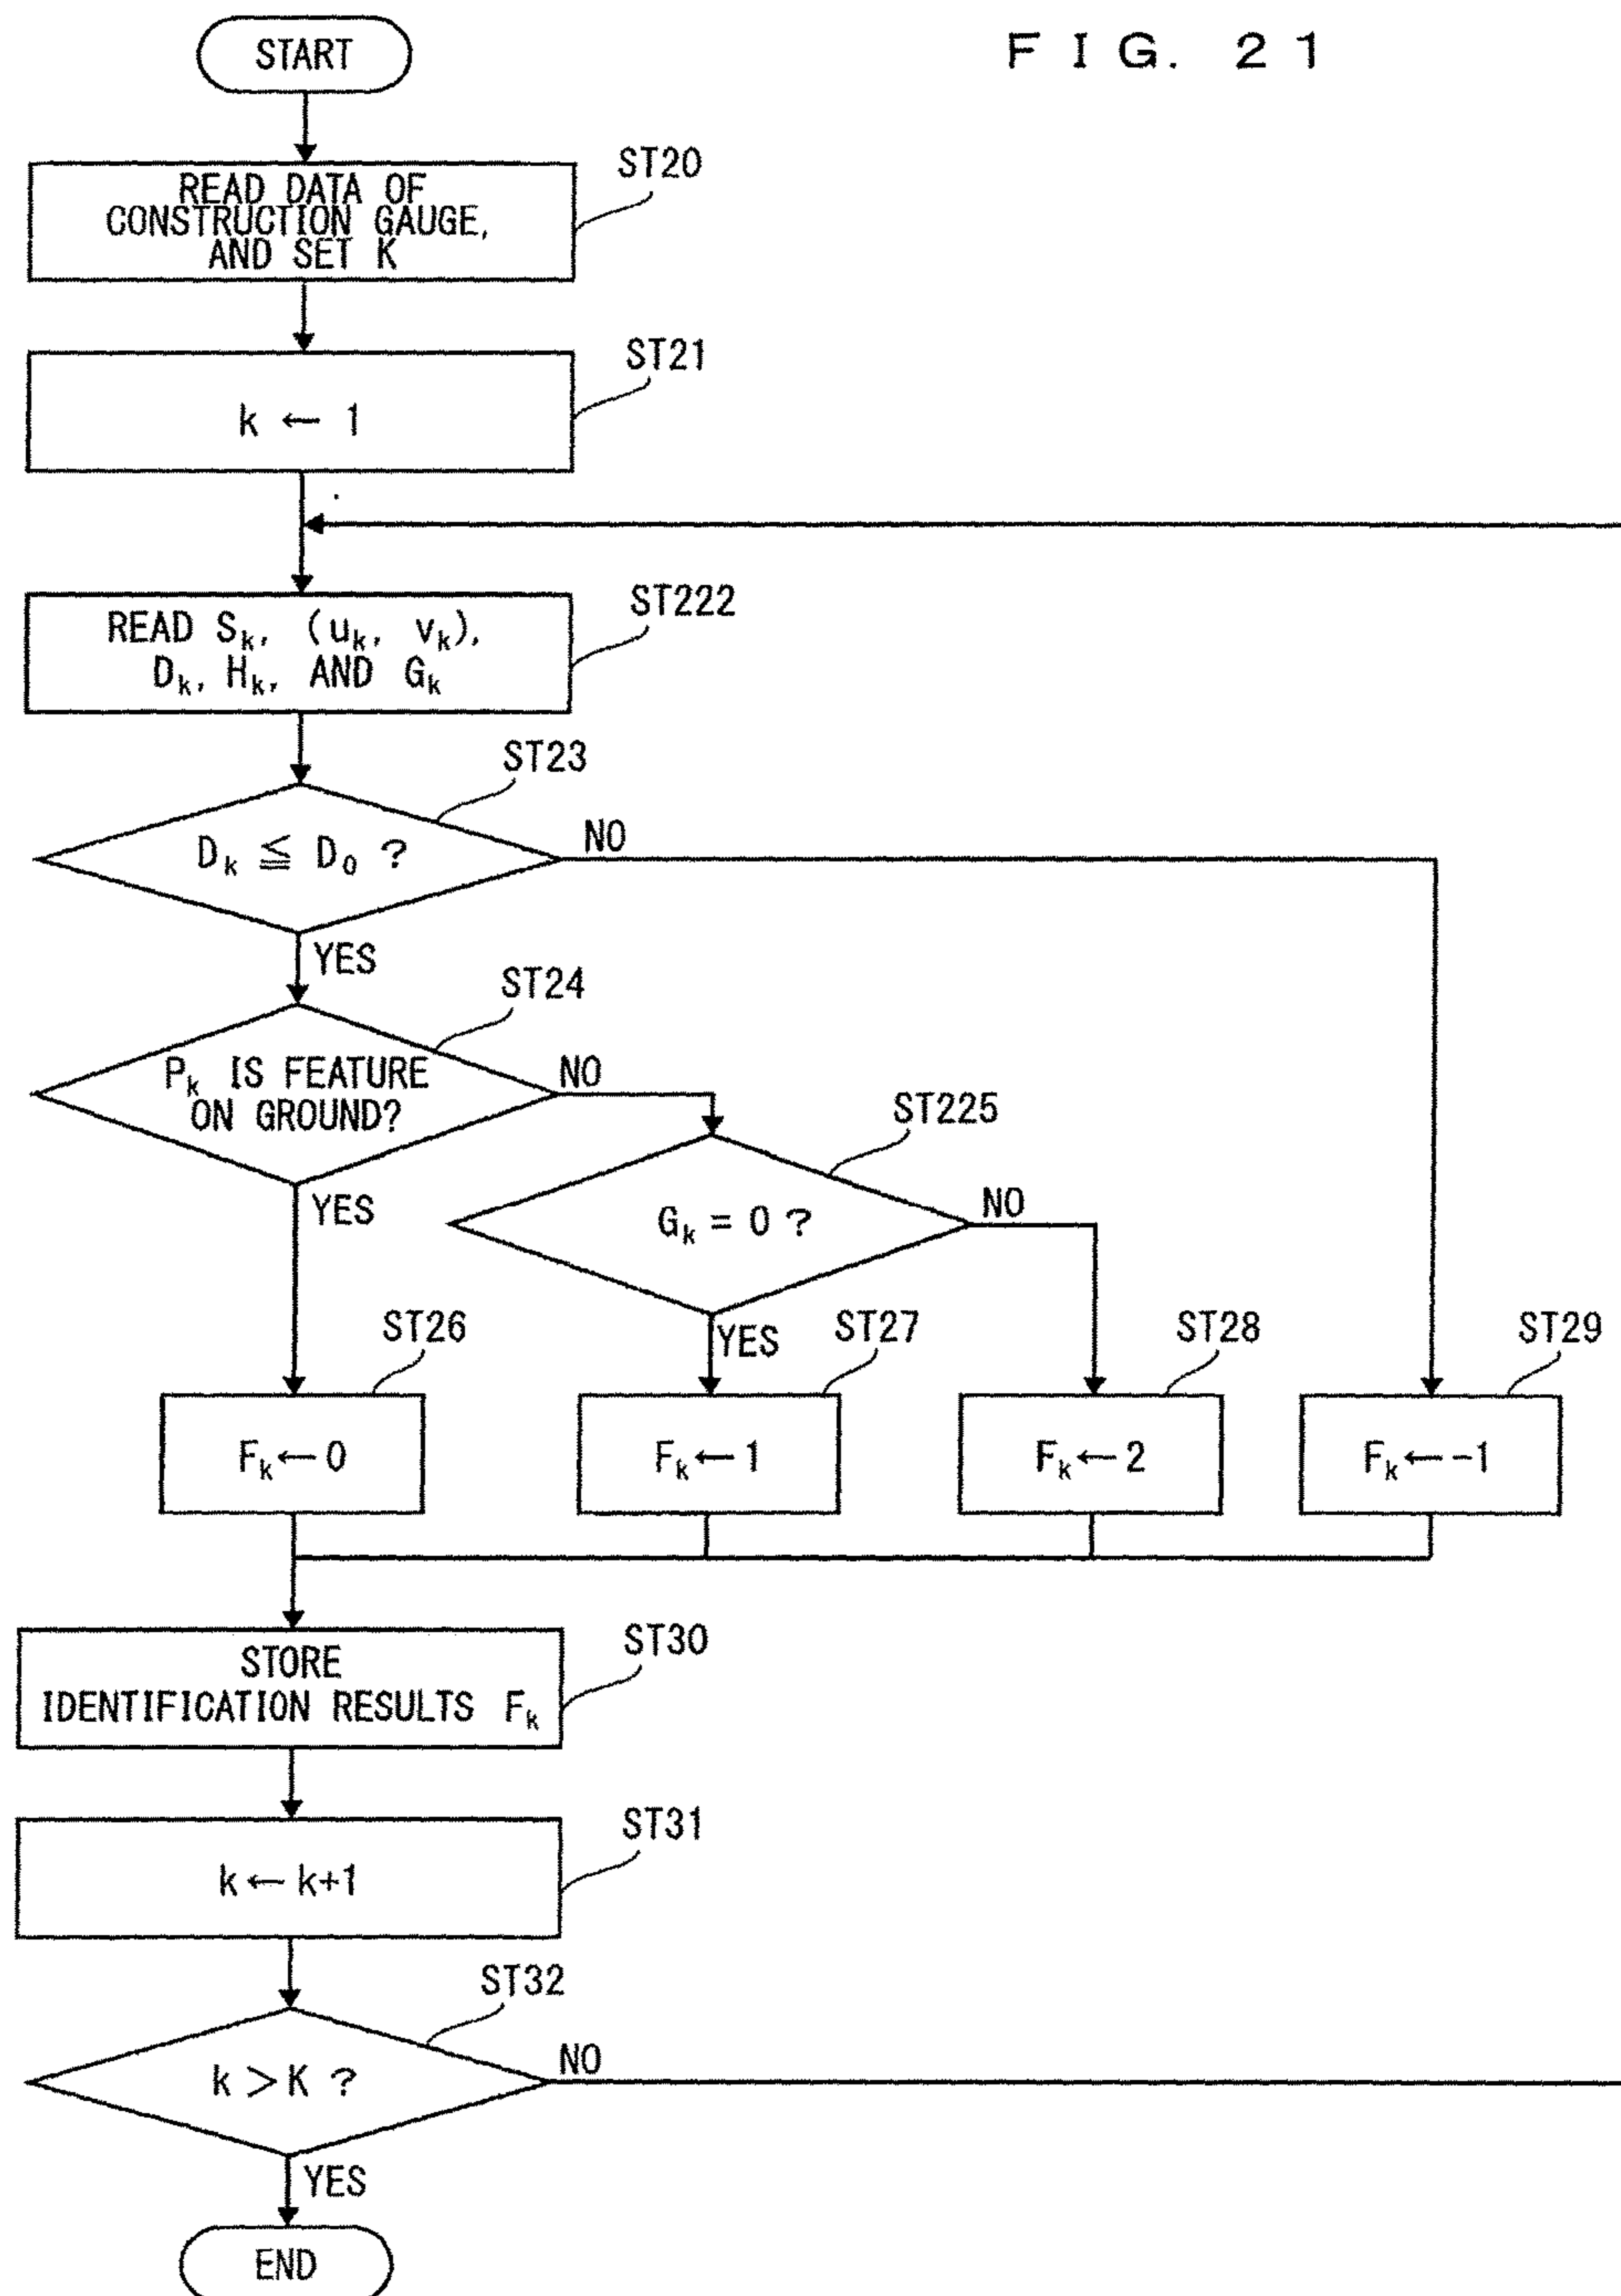 FIG. 21
START
ST20
READ DATA OF
CONSTRUCTION GAUGE,
AND SET K
ST21
k ← 1
ST222
READ Sk, (uk, vk),
Dk, Hk, AND Gk
ST23
Dk ≦ D0 ?
NO
YES
ST24
Pk IS FEATURE
ON GROUND?
NO
YES
ST225
Gk = 0 ?
NO
YES
ST26
Fk ← 0
ST27
Fk ← 1
ST28
Fk ← 2
ST29
Fk ← -1
ST30
STORE
IDENTIFICATION RESULTS Fk
ST31
k ← k+1
ST32
k > K ?
NO
YES
END